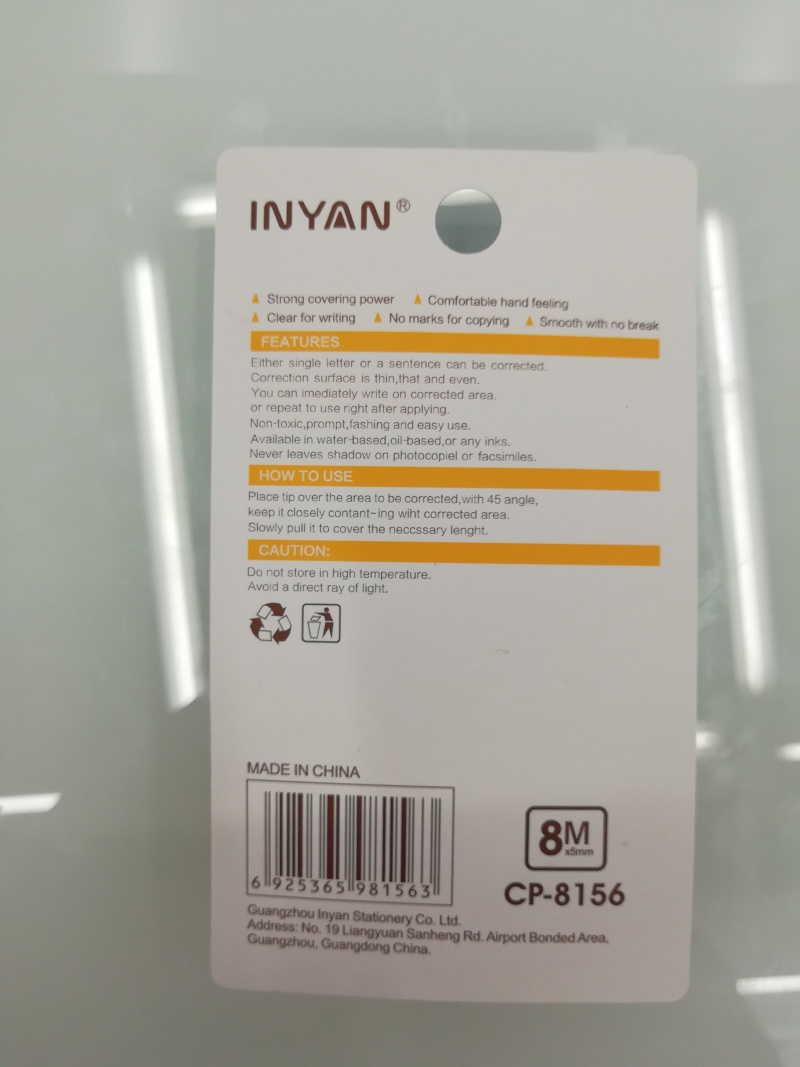 INYAN®
Strong covering power Comfortable hand feeling
Clear for writing No marks for copying Smooth with no break
FEATURES
Either single letter or a sentence can be corrected.
Correction surface is thin,that and even.
You can imediately write on corrected area.
or repeat to use right after applying.
Non-toxic,prompt,fashing and easy use.
Available in water-based,oil-based,or any inks.
Never leaves shadow on photocopiel or facsimiles.
HOW TO USE
Place tip over the area to be corrected,with 45 angle,
keep it closely contant-ing wiht corrected area.
Slowly pull it to cover the neccssary lenght.
CAUTION:
Do not store in high temperature.
Avoid a direct ray of light.
MADE IN CHINA
6 925365 981563
8M
x5mm
CP-8156
Guangzhou Inyan Stationery Co. Ltd.
Address: No. 19 Liangyuan Sanheng Rd. Airport Bonded Area,
Guangzhou, Guangdong China.